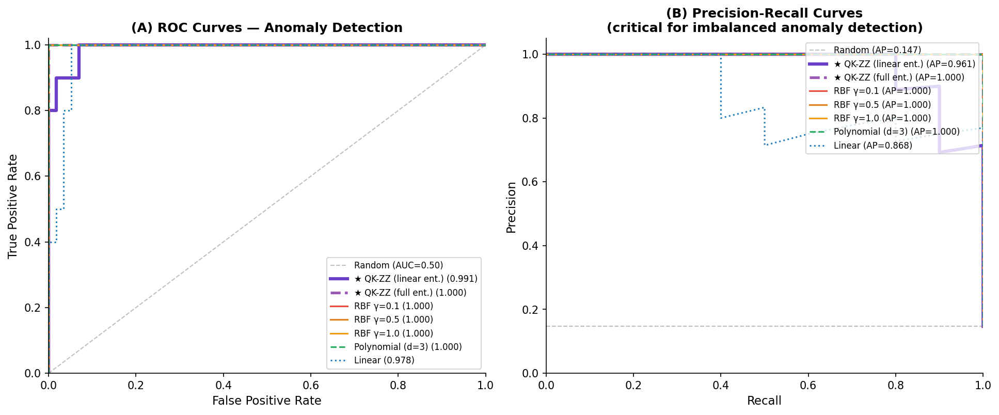 (A) ROC Curves — Anomaly Detection
True Positive Rate
1.0
0.8
0.6
0.4
0.2
0.0
Random (AUC=0.50)
★ QK-ZZ (linear ent.) (0.991)
★ QK-ZZ (full ent.) (1.000)
RBF γ=0.1 (1.000)
RBF γ=0.5 (1.000)
RBF γ=1.0 (1.000)
Polynomial (d=3) (1.000)
Linear (0.978)
0.0 0.2 0.4 0.6 0.8 1.0
False Positive Rate
(B) Precision-Recall Curves
(critical for imbalanced anomaly detection)
Precision
1.0
0.8
0.6
0.4
0.2
0.0
Random (AP=0.147)
★ QK-ZZ (linear ent.) (AP=0.961)
★ QK-ZZ (full ent.) (AP=1.000)
RBF γ=0.1 (AP=1.000)
RBF γ=0.5 (AP=1.000)
RBF γ=1.0 (AP=1.000)
Polynomial (d=3) (AP=1.000)
Linear (AP=0.868)
0.0 0.2 0.4 0.6 0.8 1.0
Recall